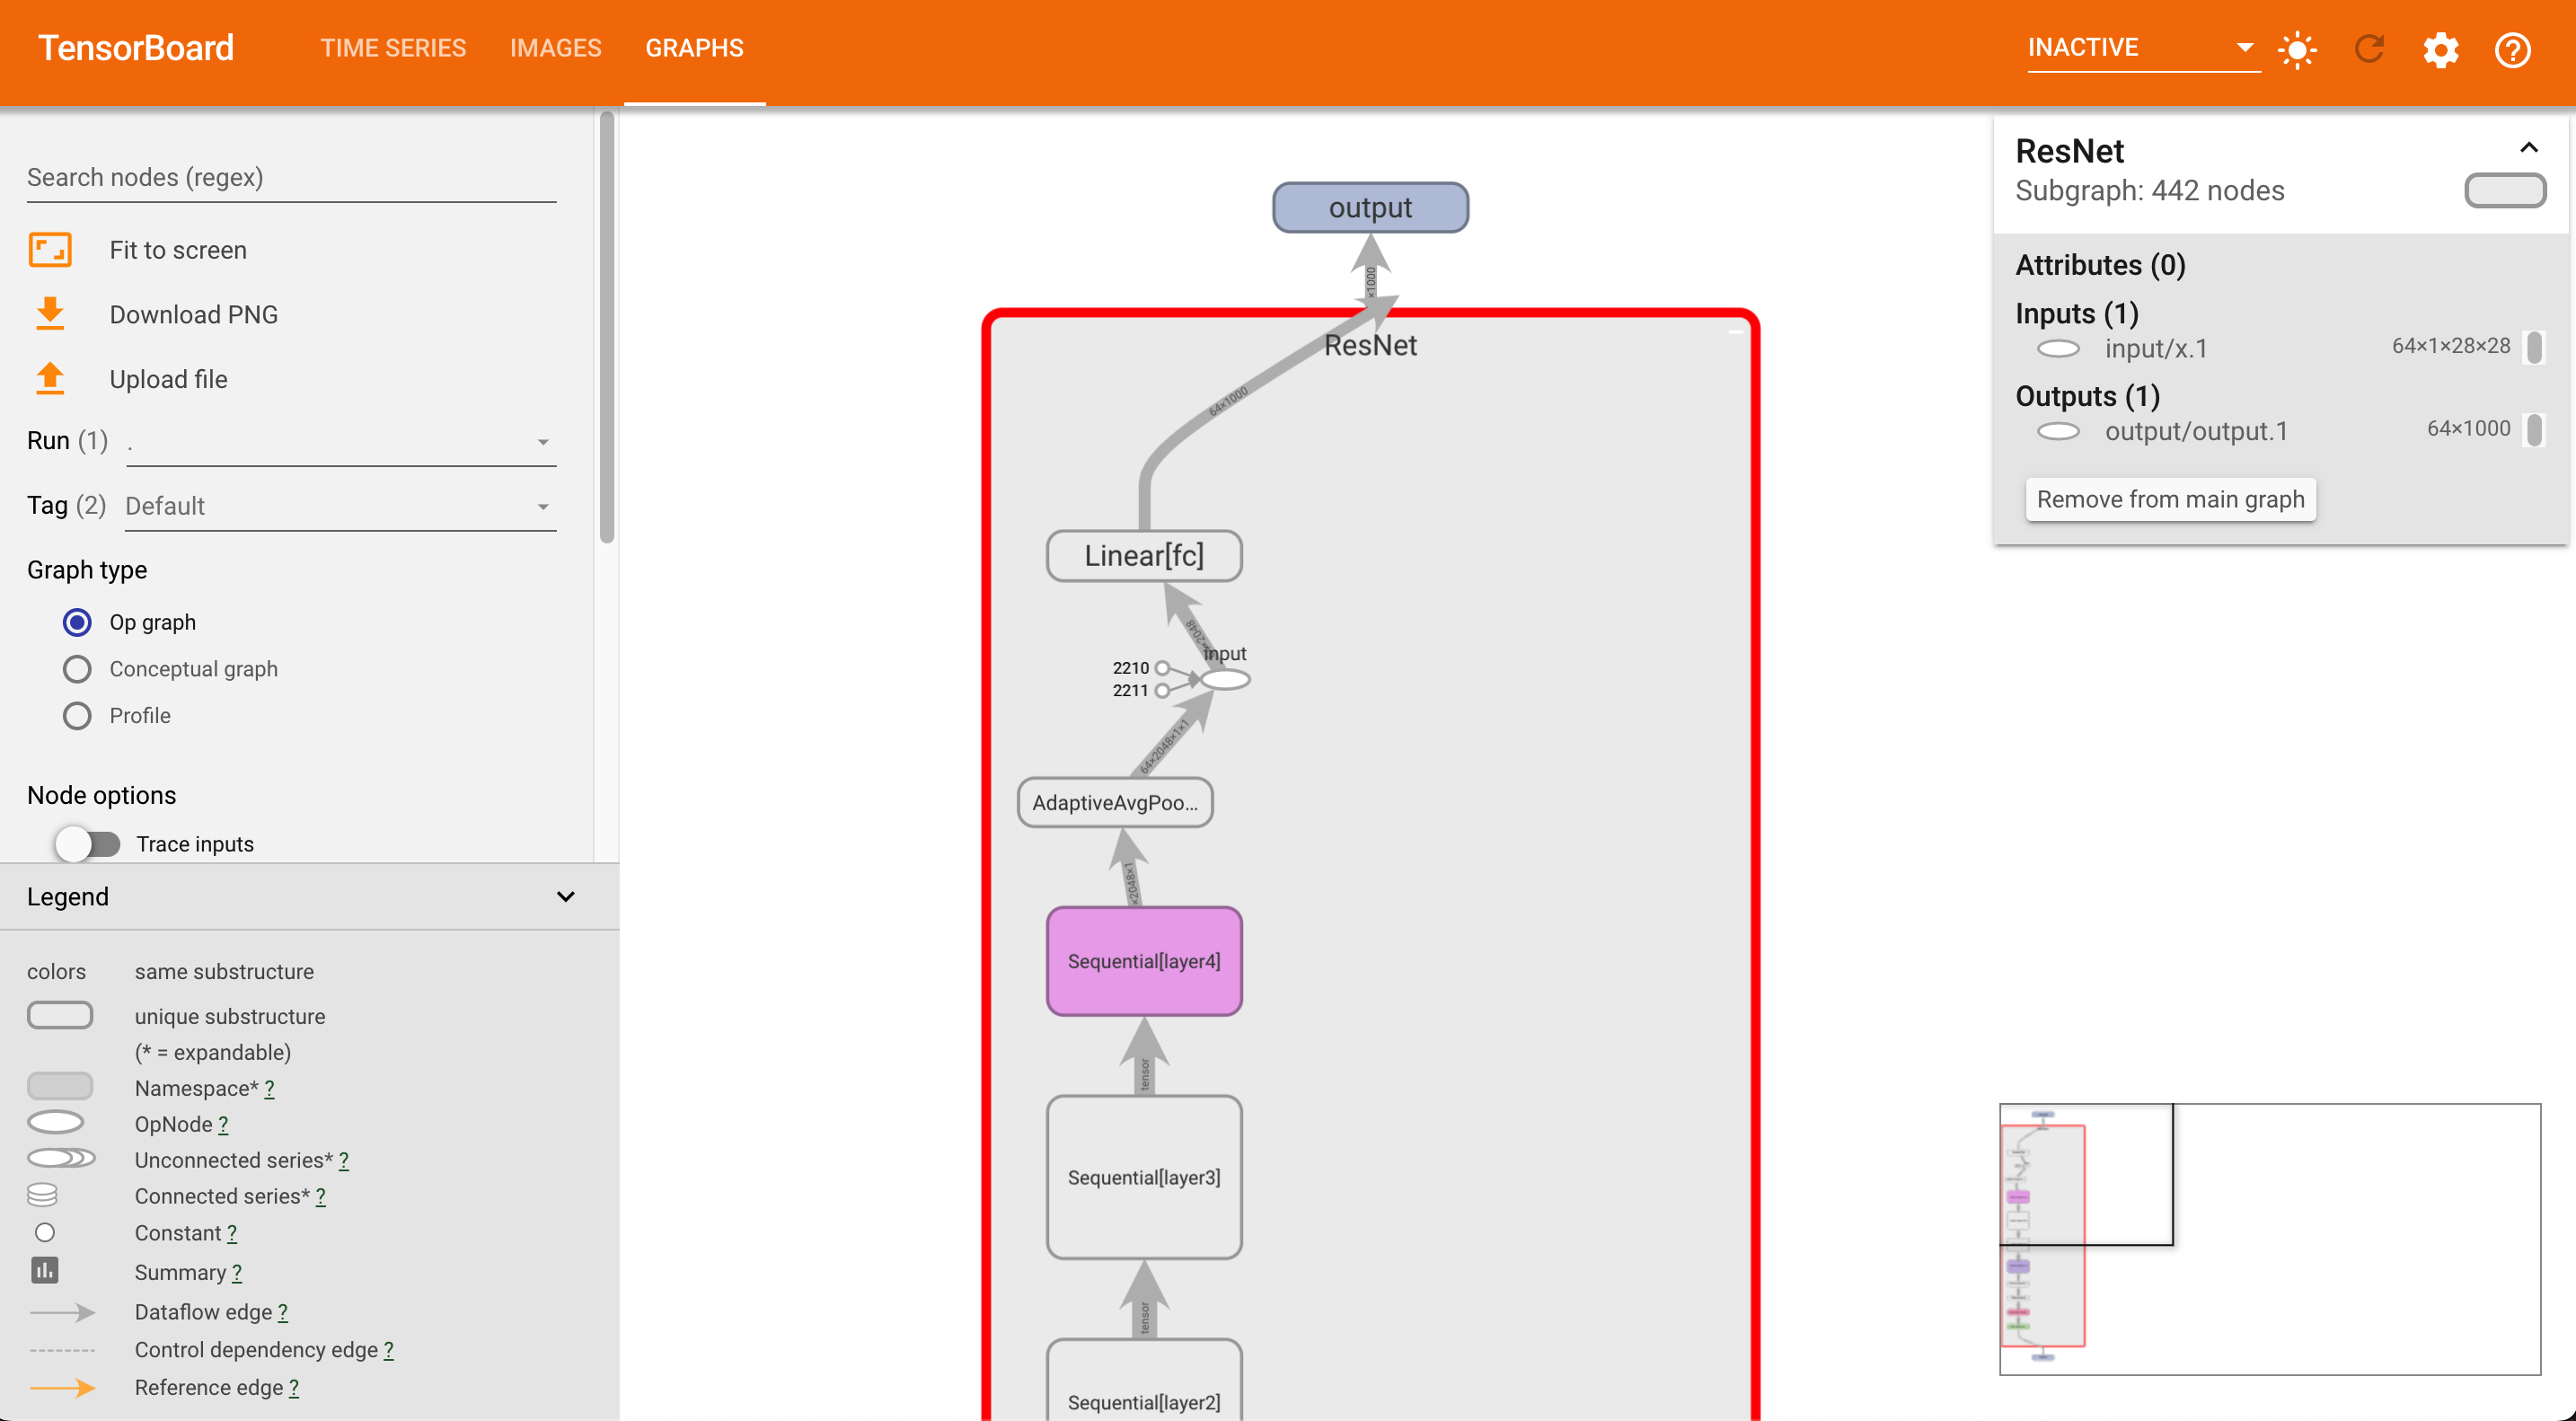 TensorBoard
TIME SERIES
IMAGES
GRAPHS
INACTIVE
Search nodes (regex)
Fit to screen
Download PNG
Upload file
Run (1) .
Tag (2) Default
Graph type
Op graph
Conceptual graph
Profile
Node options
Trace inputs
Legend
colors same substructure
unique substructure
(* = expandable)
Namespace* ?
OpNode ?
Unconnected series* ?
Connected series* ?
Constant ?
Summary ?
Dataflow edge ?
Control dependency edge ?
Reference edge ?
output
×1000
ResNet
64×1000
Linear[fc]
×2048
input
2210
2211
64×2048×1×1
AdaptiveAvgPoo...
×2048×1
Sequential[layer4]
tensor
Sequential[layer3]
tensor
Sequential[layer2]
ResNet
Subgraph: 442 nodes
Attributes (0)
Inputs (1)
input/x.1 64×1×28×28
Outputs (1)
output/output.1 64×1000
Remove from main graph